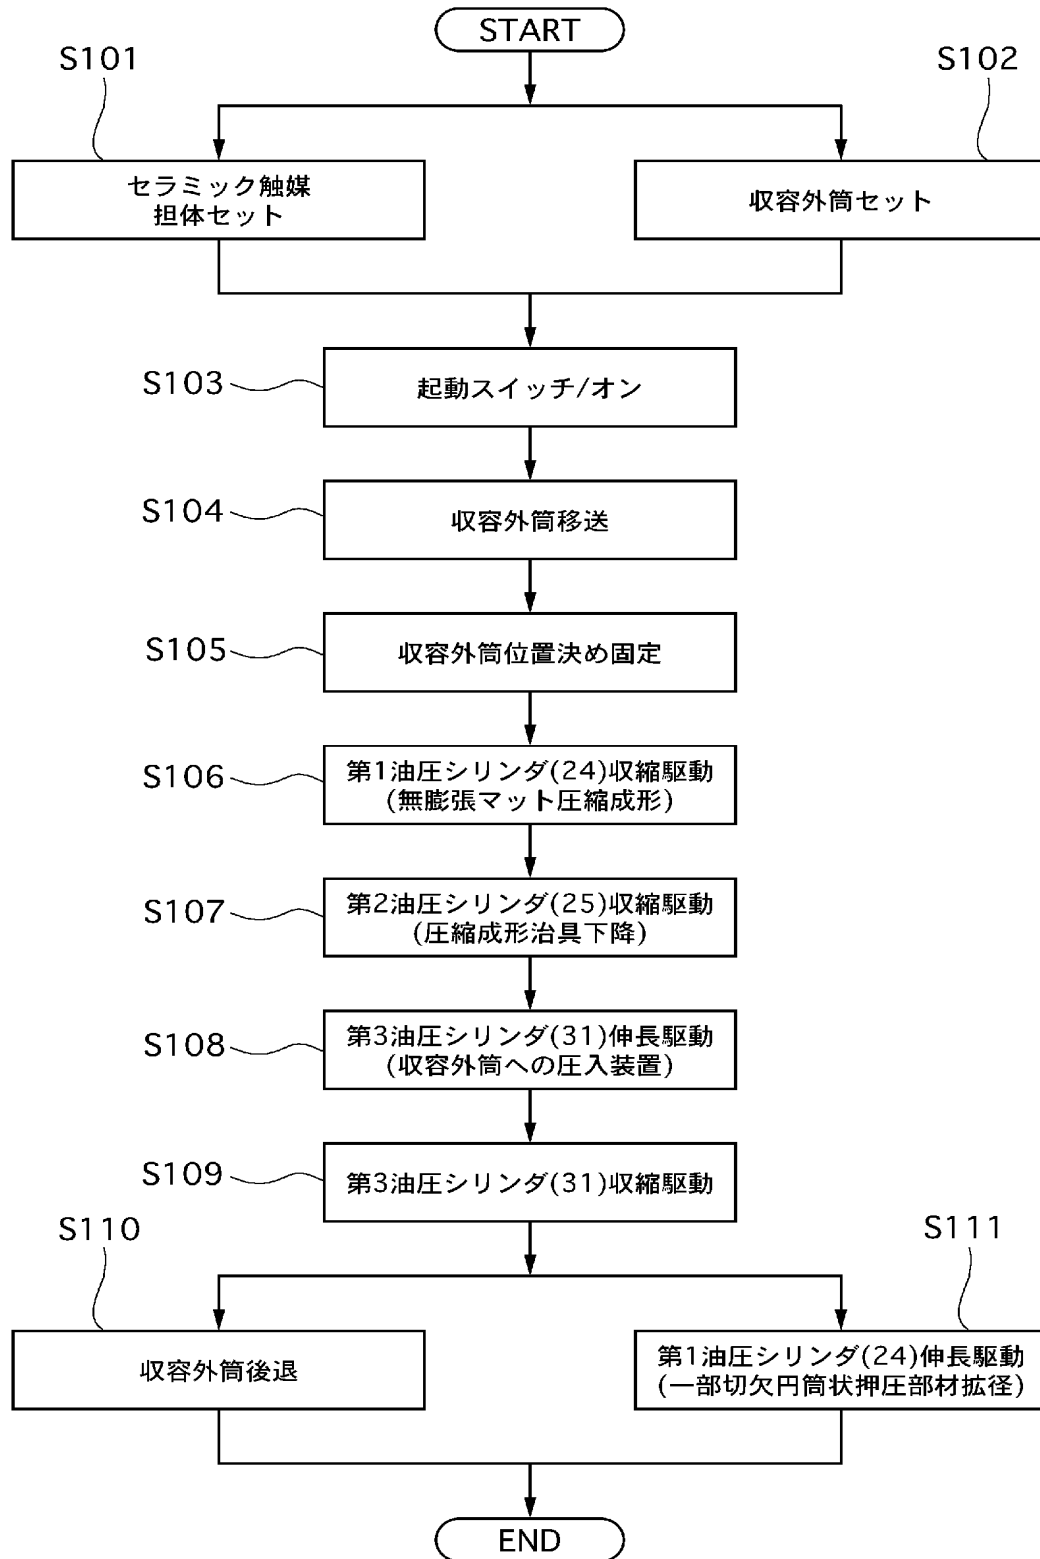 START
S101
S102
セラミック触媒
担体セット
収容外筒セット
S103
起動スイッチ/オン
S104
収容外筒移送
S105
収容外筒位置決め固定
S106
第1油圧シリンダ(24)収縮駆動
(無膨張マット圧縮成形)
S107
第2油圧シリンダ(25)収縮駆動
(圧縮成形治具下降)
S108
第3油圧シリンダ(31)伸長駆動
(収容外筒への圧入装置)
S109
第3油圧シリンダ(31)収縮駆動
S110
S111
収容外筒後退
第1油圧シリンダ(24)伸長駆動
(一部切欠円筒状押圧部材拡径)
END